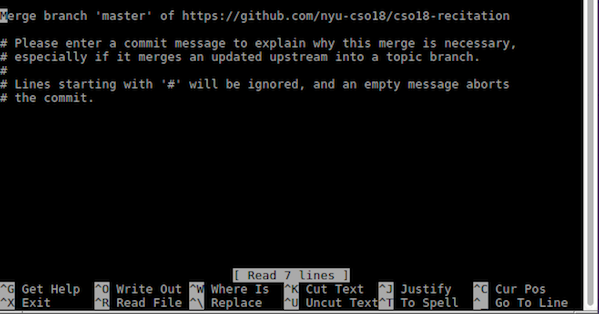 Merge branch 'master' of https://github.com/nyu-cso18/cso18-recitation
# Please enter a commit message to explain why this merge is necessary,
# especially if it merges an updated upstream into a topic branch.
#
# Lines starting with '#' will be ignored, and an empty message aborts
# the commit.
[ Read 7 lines ]
^G Get Help ^O Write Out ^W Where Is ^K Cut Text ^J Justify ^C Cur Pos
^X Exit ^R Read File ^\ Replace ^U Uncut Text ^T To Spell ^_ Go To Line